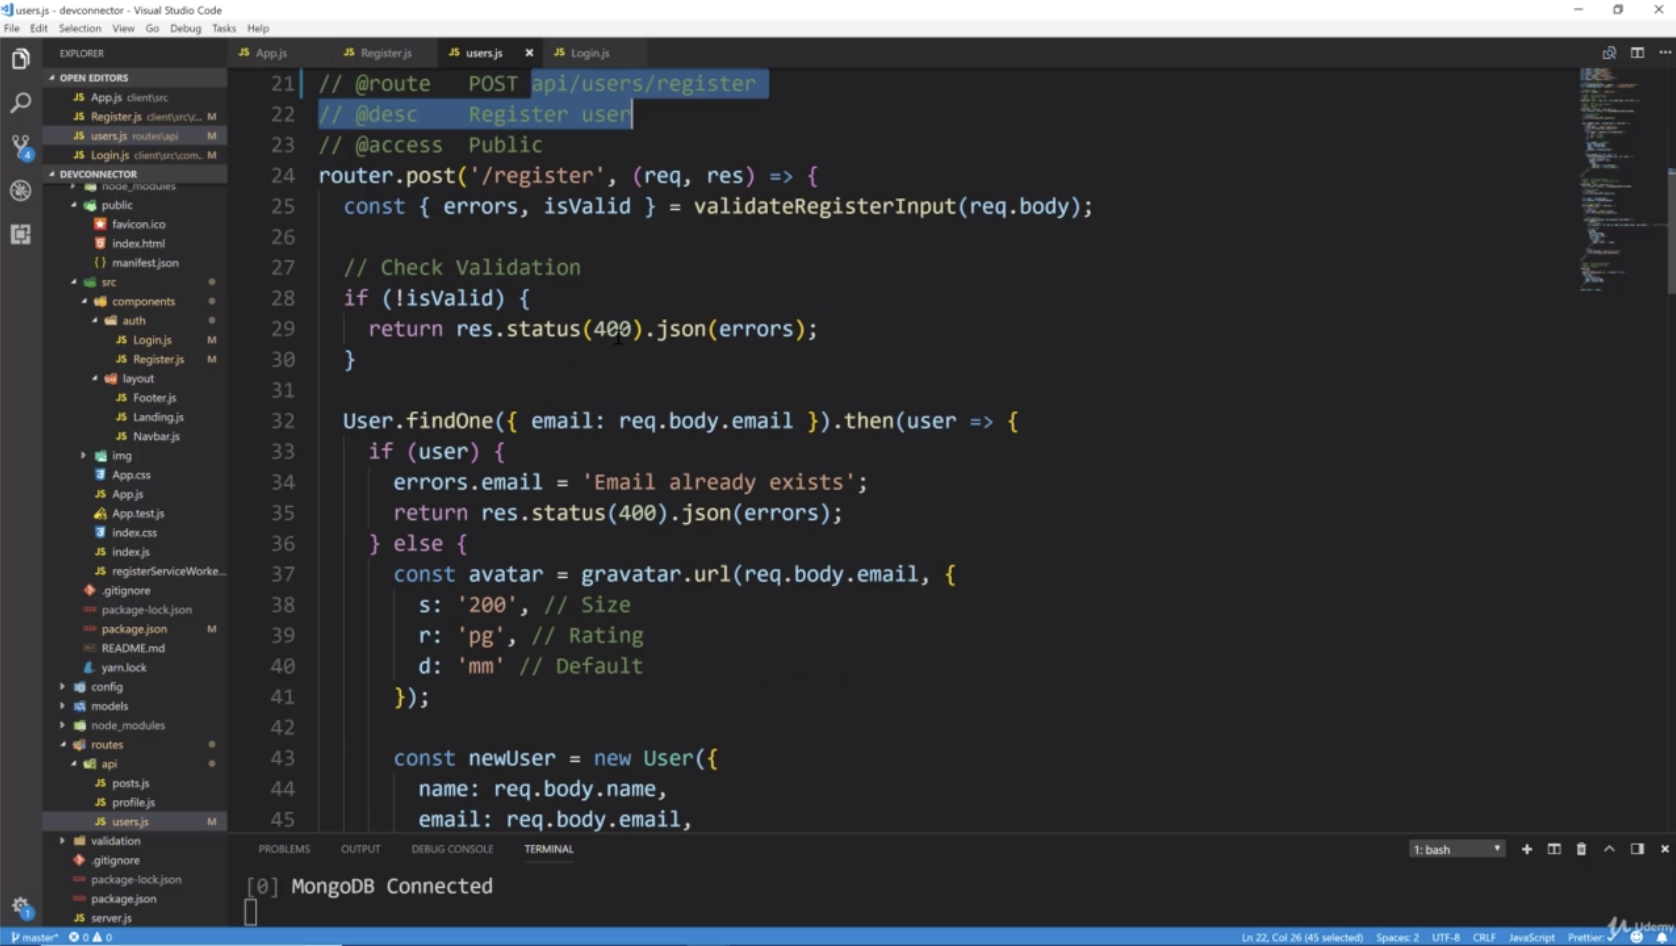 users.js - devconnector - Visual Studio Code
File Edit Selection View Go Debug Tasks Help
EXPLORER
OPEN EDITORS
JS App.js client\src
JS Register.js client\src\c... M
JS users.js routes\api M
JS Login.js client\src\com... M
DEVCONNECTOR
node_modules
public
favicon.ico
index.html
manifest.json
src
components
auth
JS Login.js M
JS Register.js M
layout
JS Footer.js
JS Landing.js
JS Navbar.js
img
App.css
JS App.js
App.test.js
index.css
JS index.js
registerServiceWorke...
.gitignore
package-lock.json
package.json M
README.md
yarn.lock
config
models
node_modules
routes
api
JS posts.js
JS profile.js
JS users.js M
validation
.gitignore
package-lock.json
package.json
JS server.js
4
1
JS App.js JS Register.js JS users.js JS Login.js
21 // @route POST api/users/register
22 // @desc Register user
23 // @access Public
24 router.post('/register', (req, res) => {
25 const { errors, isValid } = validateRegisterInput(req.body);
26
27 // Check Validation
28 if (!isValid) {
29 return res.status(400).json(errors);
30 }
31
32 User.findOne({ email: req.body.email }).then(user => {
33 if (user) {
34 errors.email = 'Email already exists';
35 return res.status(400).json(errors);
36 } else {
37 const avatar = gravatar.url(req.body.email, {
38 s: '200', // Size
39 r: 'pg', // Rating
40 d: 'mm' // Default
41 });
42
43 const newUser = new User({
44 name: req.body.name,
45 email: req.body.email,
PROBLEMS OUTPUT DEBUG CONSOLE TERMINAL 1: bash
[0] MongoDB Connected
master* 0 0 Ln 22, Col 26 (45 selected) Spaces: 2 UTF-8 CRLF JavaScript Prettier:
Udemy